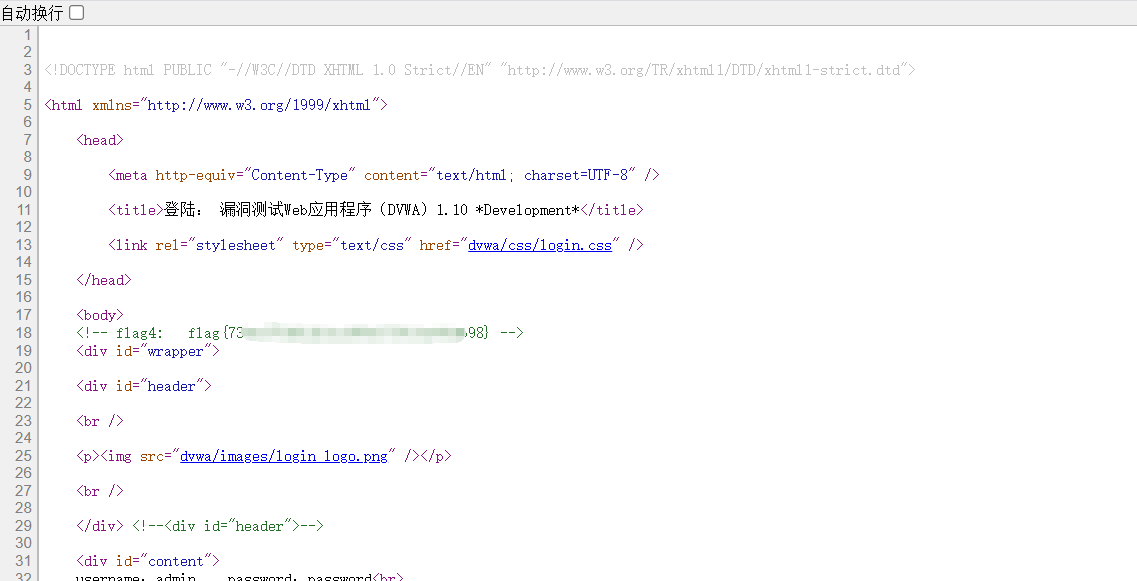 自动换行
1
2
3 <!DOCTYPE html PUBLIC "-//W3C//DTD XHTML 1.0 Strict//EN" "http://www.w3.org/TR/xhtml1/DTD/xhtml1-strict.dtd">
4
5 <html xmlns="http://www.w3.org/1999/xhtml">
6
7 <head>
8
9 <meta http-equiv="Content-Type" content="text/html; charset=UTF-8" />
10
11 <title>登陆： 漏洞测试Web应用程序（DVWA）1.10 *Development*</title>
12
13 <link rel="stylesheet" type="text/css" href="dvwa/css/login.css" />
14
15 </head>
16
17 <body>
18 <!-- flag4: flag{73 98} -->
19 <div id="wrapper">
20
21 <div id="header">
22
23 <br />
24
25 <p><img src="dvwa/images/login_logo.png" /></p>
26
27 <br />
28
29 </div> <!--<div id="header">-->
30
31 <div id="content">
32 username: admin password: password<br>